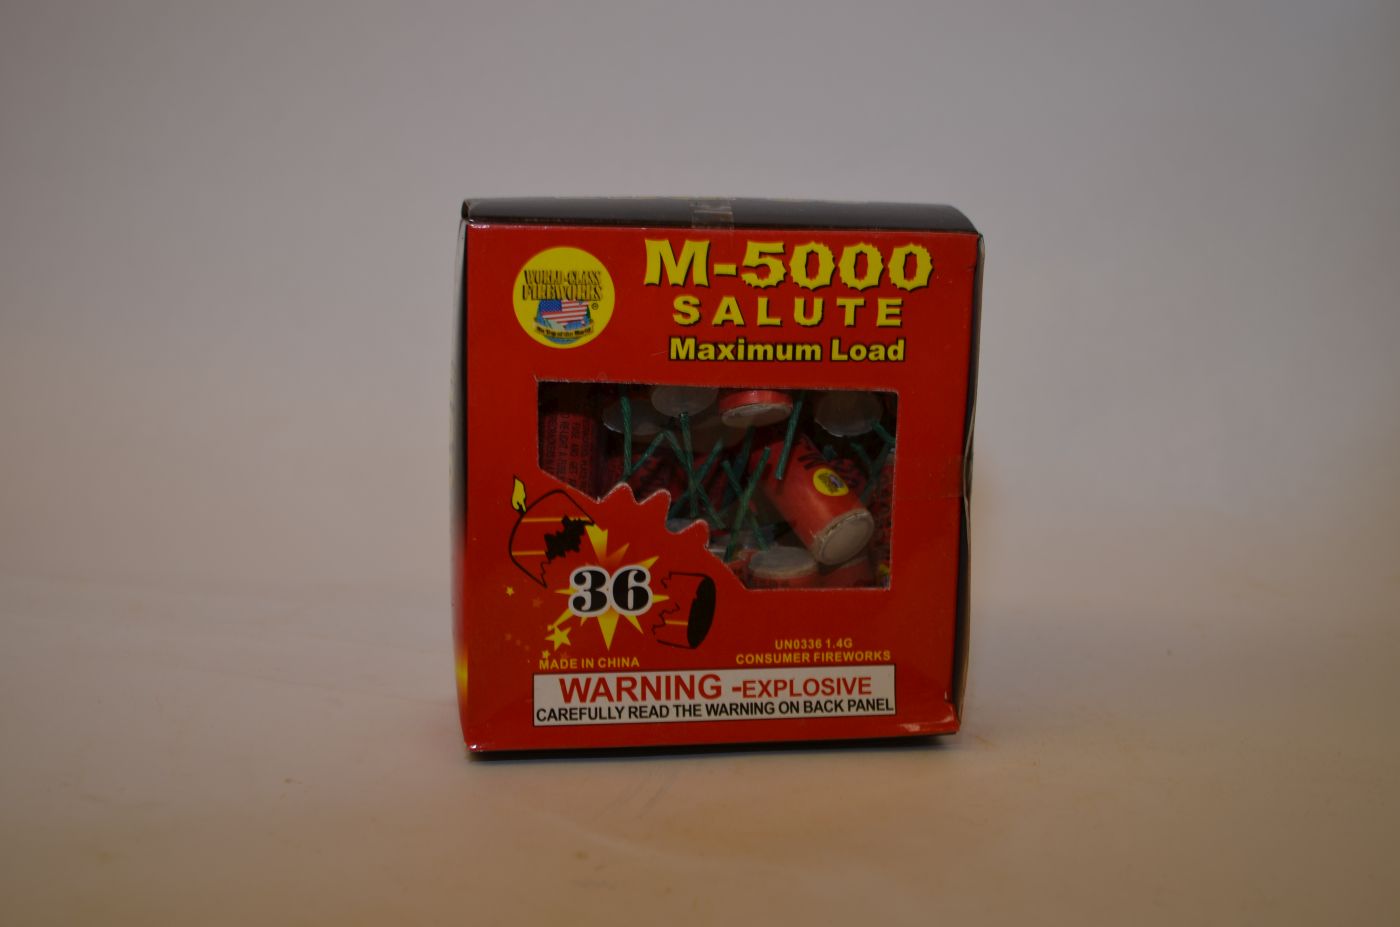 WORLD-CLASS
FIREWORKS
®
M-5000
SALUTE
Maximum Load
36
MADE IN CHINA
UN0336 1.4G
CONSUMER FIREWORKS
WARNING -EXPLOSIVE
CAREFULLY READ THE WARNING ON BACK PANEL